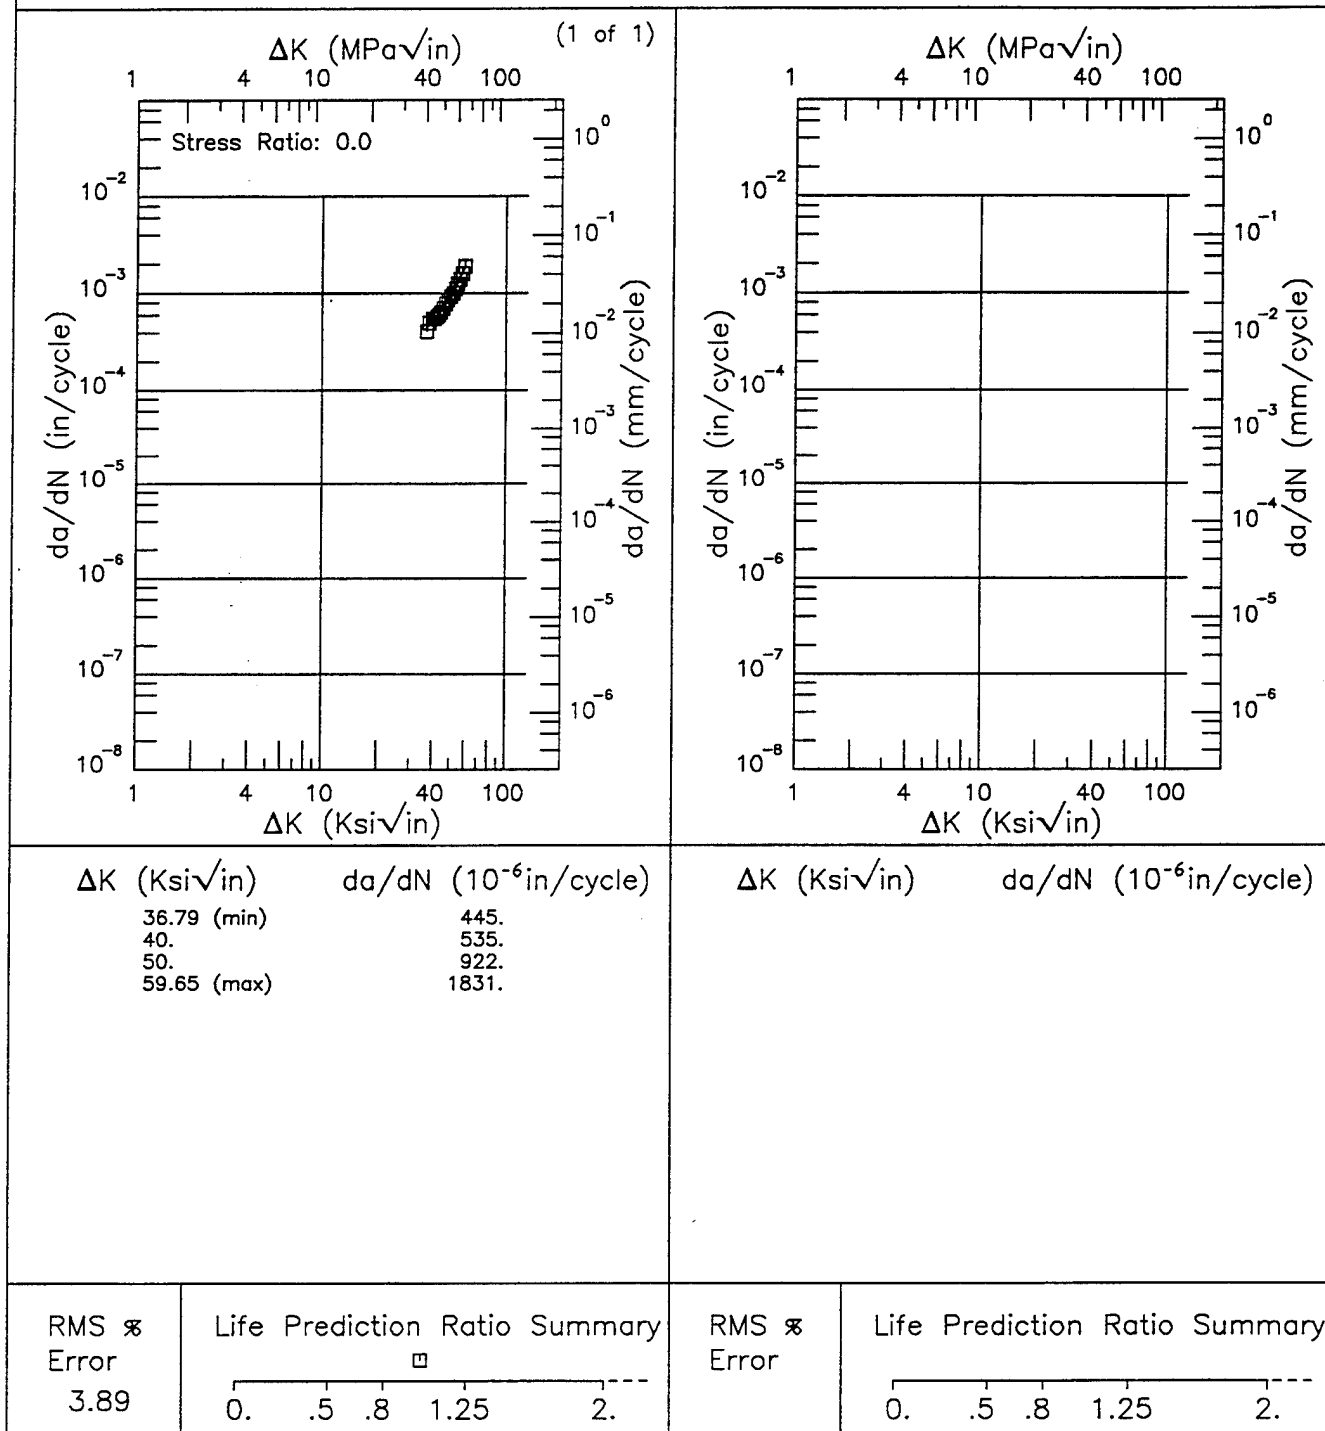 (1 of 1)
ΔK (MPa√in)
1 4 10 40 100
Stress Ratio: 0.0
da/dN (in/cycle)
10⁻²
10⁻³
10⁻⁴
10⁻⁵
10⁻⁶
10⁻⁷
10⁻⁸
10⁰
10⁻¹
10⁻²
10⁻³
10⁻⁴
10⁻⁵
10⁻⁶
da/dN (mm/cycle)
1 4 10 40 100
ΔK (Ksi√in)
ΔK (MPa√in)
1 4 10 40 100
da/dN (in/cycle)
10⁻²
10⁻³
10⁻⁴
10⁻⁵
10⁻⁶
10⁻⁷
10⁻⁸
10⁰
10⁻¹
10⁻²
10⁻³
10⁻⁴
10⁻⁵
10⁻⁶
da/dN (mm/cycle)
1 4 10 40 100
ΔK (Ksi√in)
ΔK (Ksi√in) da/dN (10⁻⁶in/cycle)
36.79 (min) 445.
40. 535.
50. 922.
59.65 (max) 1831.
ΔK (Ksi√in) da/dN (10⁻⁶in/cycle)
RMS %
Error
3.89
Life Prediction Ratio Summary
0. .5 .8 1.25 2.
RMS %
Error
Life Prediction Ratio Summary
0. .5 .8 1.25 2.